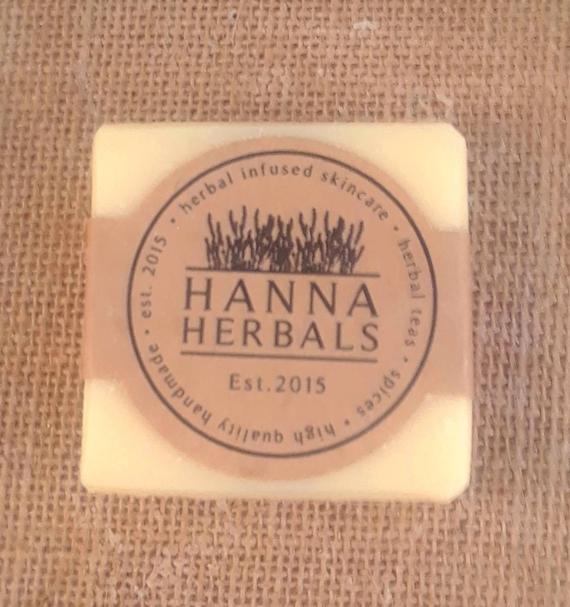 • herbal infused skincare • herbal teas • spices • high quality handmade • est. 2015
HANNA
HERBALS
Est.2015